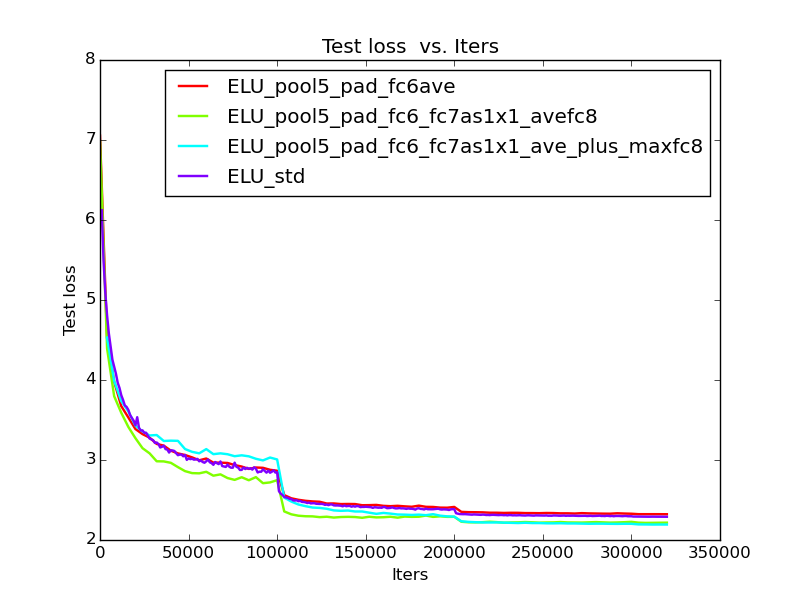 Test loss  vs. Iters
8
7
6
5
4
3
2
Test loss
ELU_pool5_pad_fc6ave
ELU_pool5_pad_fc6_fc7as1x1_avefc8
ELU_pool5_pad_fc6_fc7as1x1_ave_plus_maxfc8
ELU_std
0 50000 100000 150000 200000 250000 300000 350000
Iters